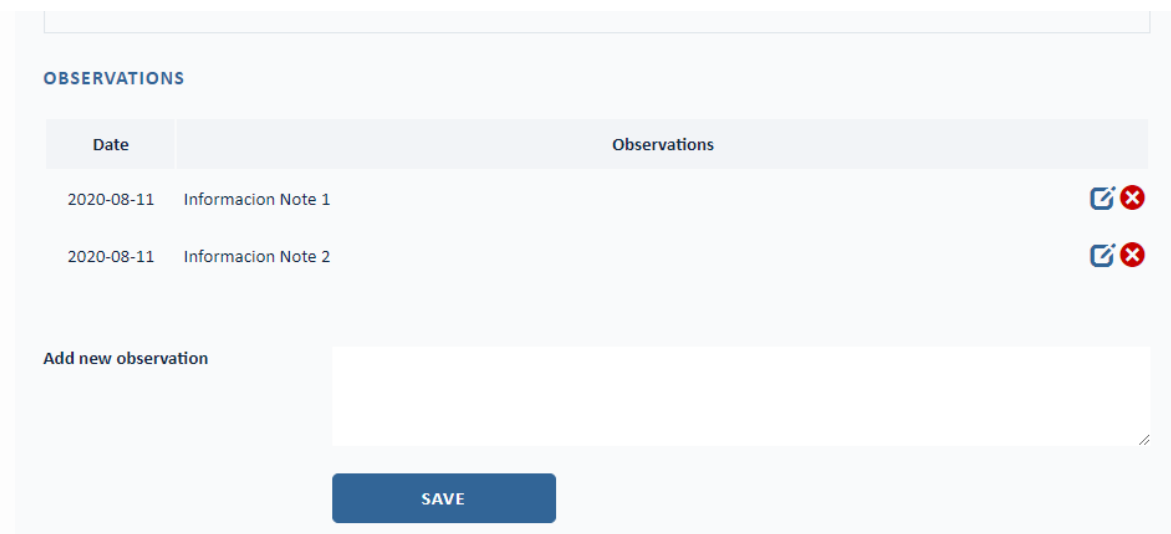 OBSERVATIONS
Date Observations
2020-08-11 Informacion Note 1
2020-08-11 Informacion Note 2
Add new observation
SAVE